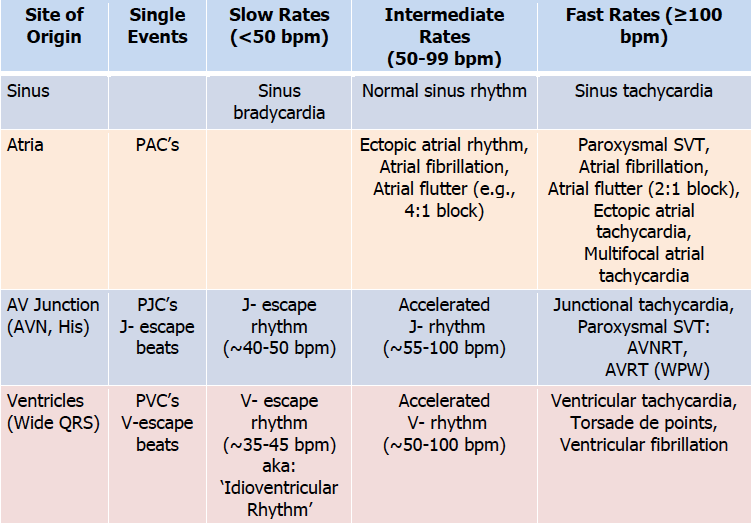 Site of
Origin
Single
Events
Slow Rates
(<50 bpm)
Intermediate
Rates
(50-99 bpm)
Fast Rates (≥100
bpm)
Sinus
Sinus
bradycardia
Normal sinus rhythm
Sinus tachycardia
Atria
PAC’s
Ectopic atrial rhythm,
Atrial fibrillation,
Atrial flutter (e.g.,
4:1 block)
Paroxysmal SVT,
Atrial fibrillation,
Atrial flutter (2:1 block),
Ectopic atrial
tachycardia,
Multifocal atrial
tachycardia
AV Junction
(AVN, His)
PJC’s
J- escape
beats
J- escape
rhythm
(~40-50 bpm)
Accelerated
J- rhythm
(~55-100 bpm)
Junctional tachycardia,
Paroxysmal SVT:
AVNRT,
AVRT (WPW)
Ventricles
(Wide QRS)
PVC’s
V-escape
beats
V- escape
rhythm
(~35-45 bpm)
aka:
‘Idioventricular
Rhythm’
Accelerated
V- rhythm
(~50-100 bpm)
Ventricular tachycardia,
Torsade de points,
Ventricular fibrillation